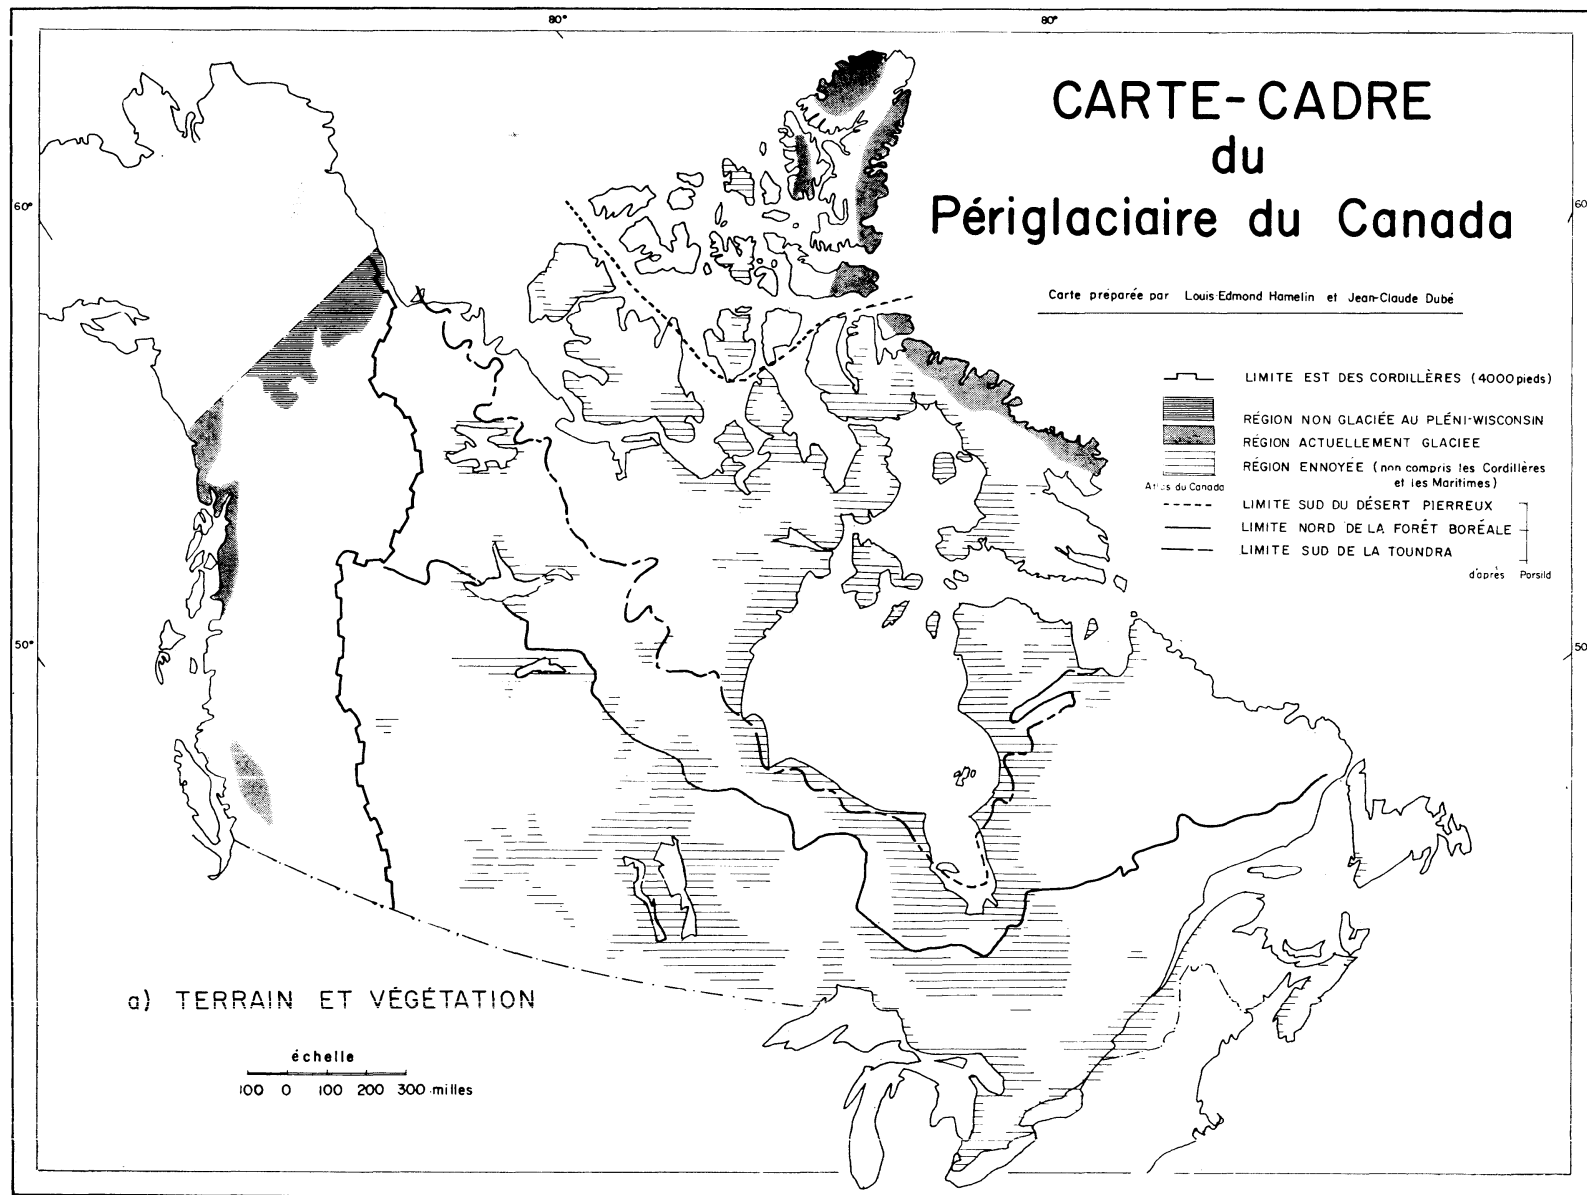 80° 80°
CARTE-CADRE
du
Périglaciaire du Canada
60° 60
Carte préparée par Louis-Edmond Hamelin et Jean-Claude Dubé
LIMITE EST DES CORDILLÈRES (4000 pieds)
RÉGION NON GLACIÉE AU PLÉNI-WISCONSIN
RÉGION ACTUELLEMENT GLACIÉE
RÉGION ENNOYÉE (non compris les Cordillères
et les Maritimes)
Atlas du Canada
LIMITE SUD DU DÉSERT PIERREUX
LIMITE NORD DE LA FORÊT BORÉALE
LIMITE SUD DE LA TOUNDRA
d'après Porsild
50° 50
a) TERRAIN ET VÉGÉTATION
échelle
100 0 100 200 300 milles